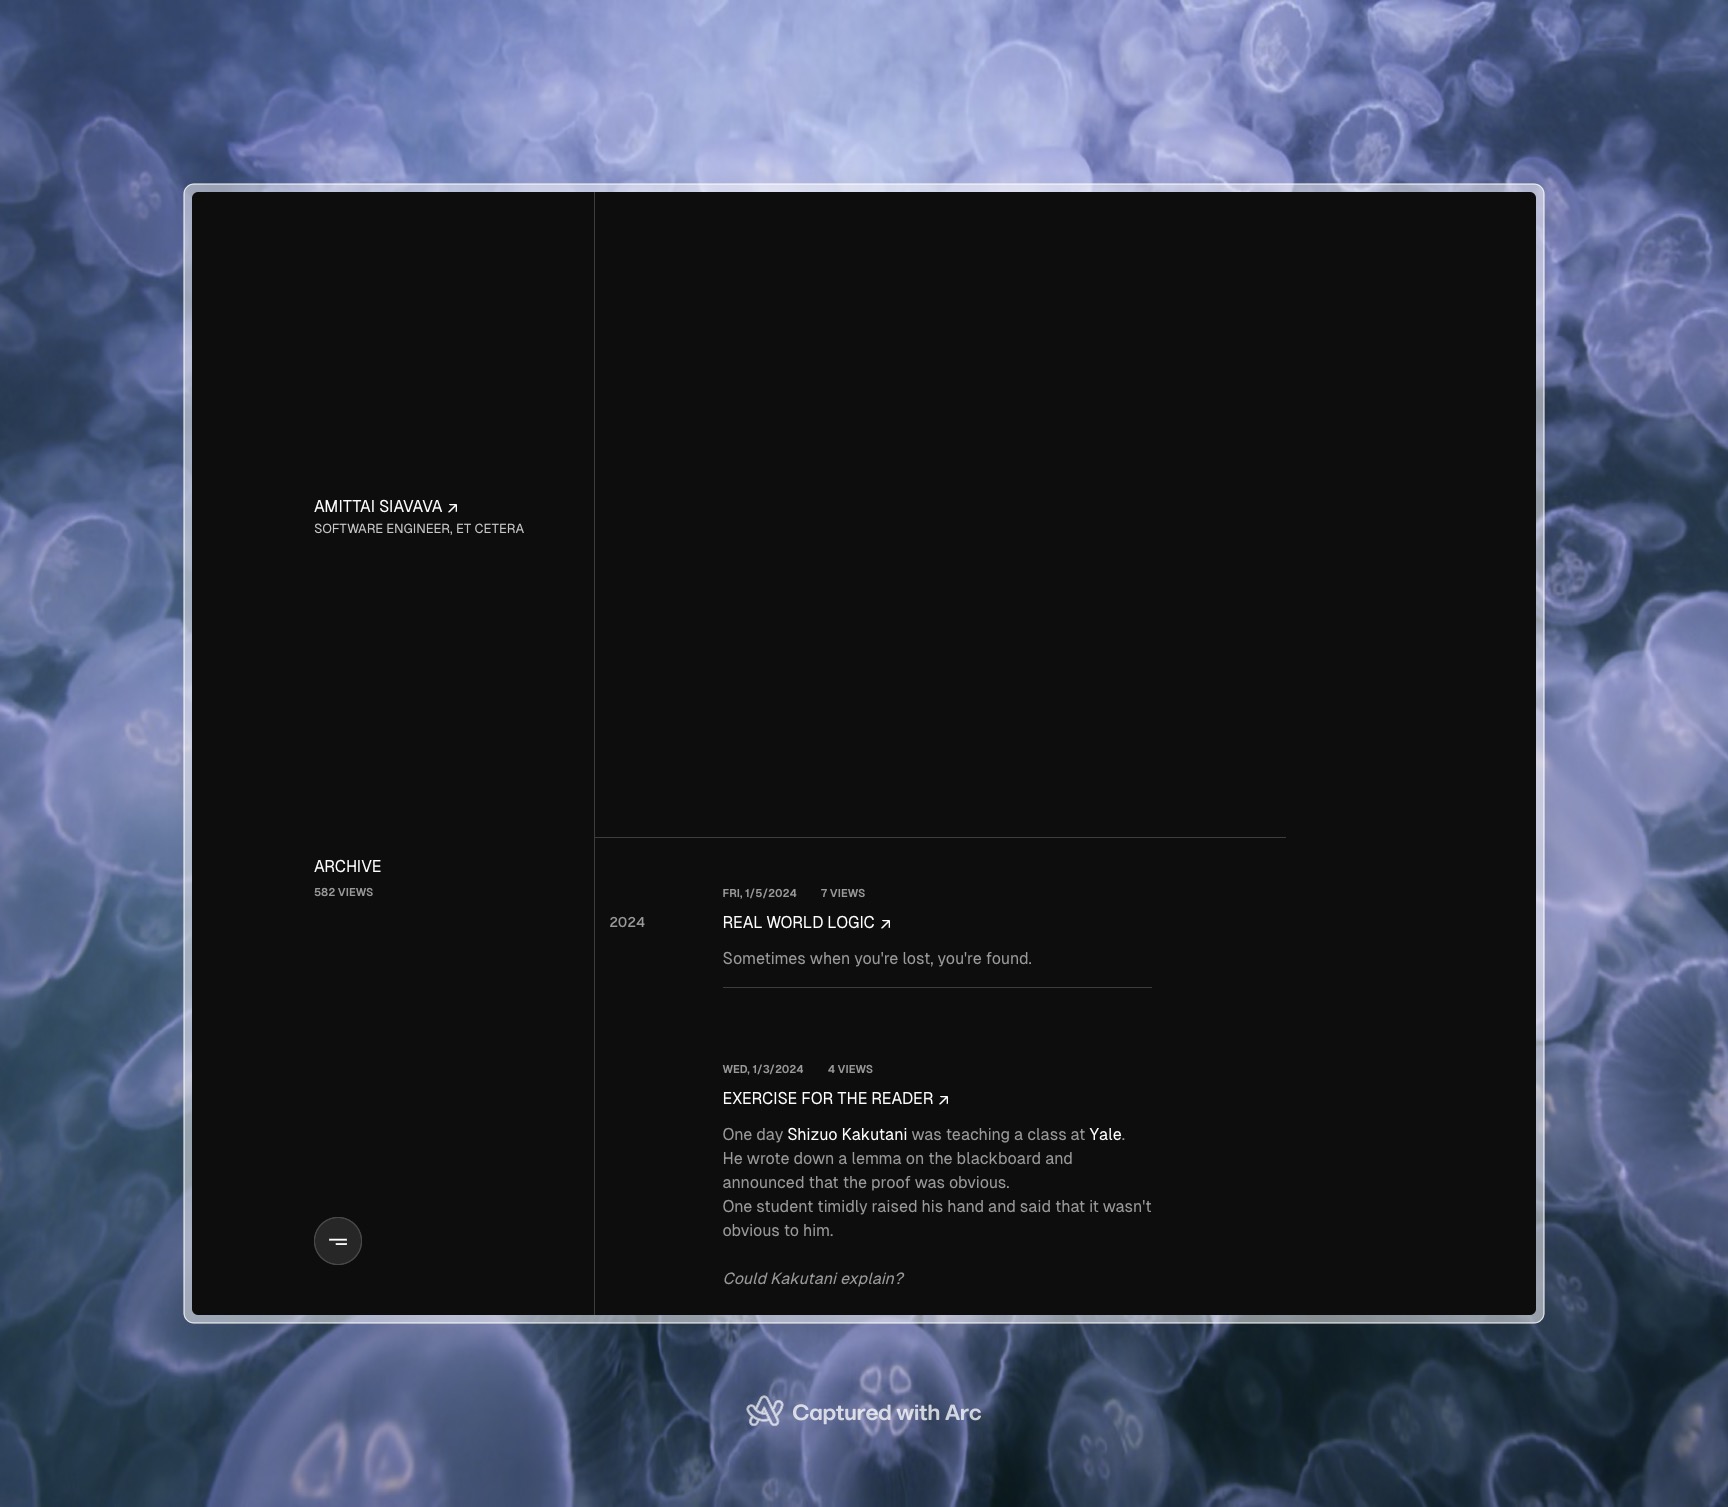 AMITTAI SIAVAVA ↗
SOFTWARE ENGINEER, ET CETERA
ARCHIVE
582 VIEWS
2024
FRI, 1/5/2024 7 VIEWS
REAL WORLD LOGIC ↗
Sometimes when you're lost, you're found.
WED, 1/3/2024 4 VIEWS
EXERCISE FOR THE READER ↗
One day Shizuo Kakutani was teaching a class at Yale.
He wrote down a lemma on the blackboard and
announced that the proof was obvious.
One student timidly raised his hand and said that it wasn't
obvious to him.
Could Kakutani explain?
Captured with Arc